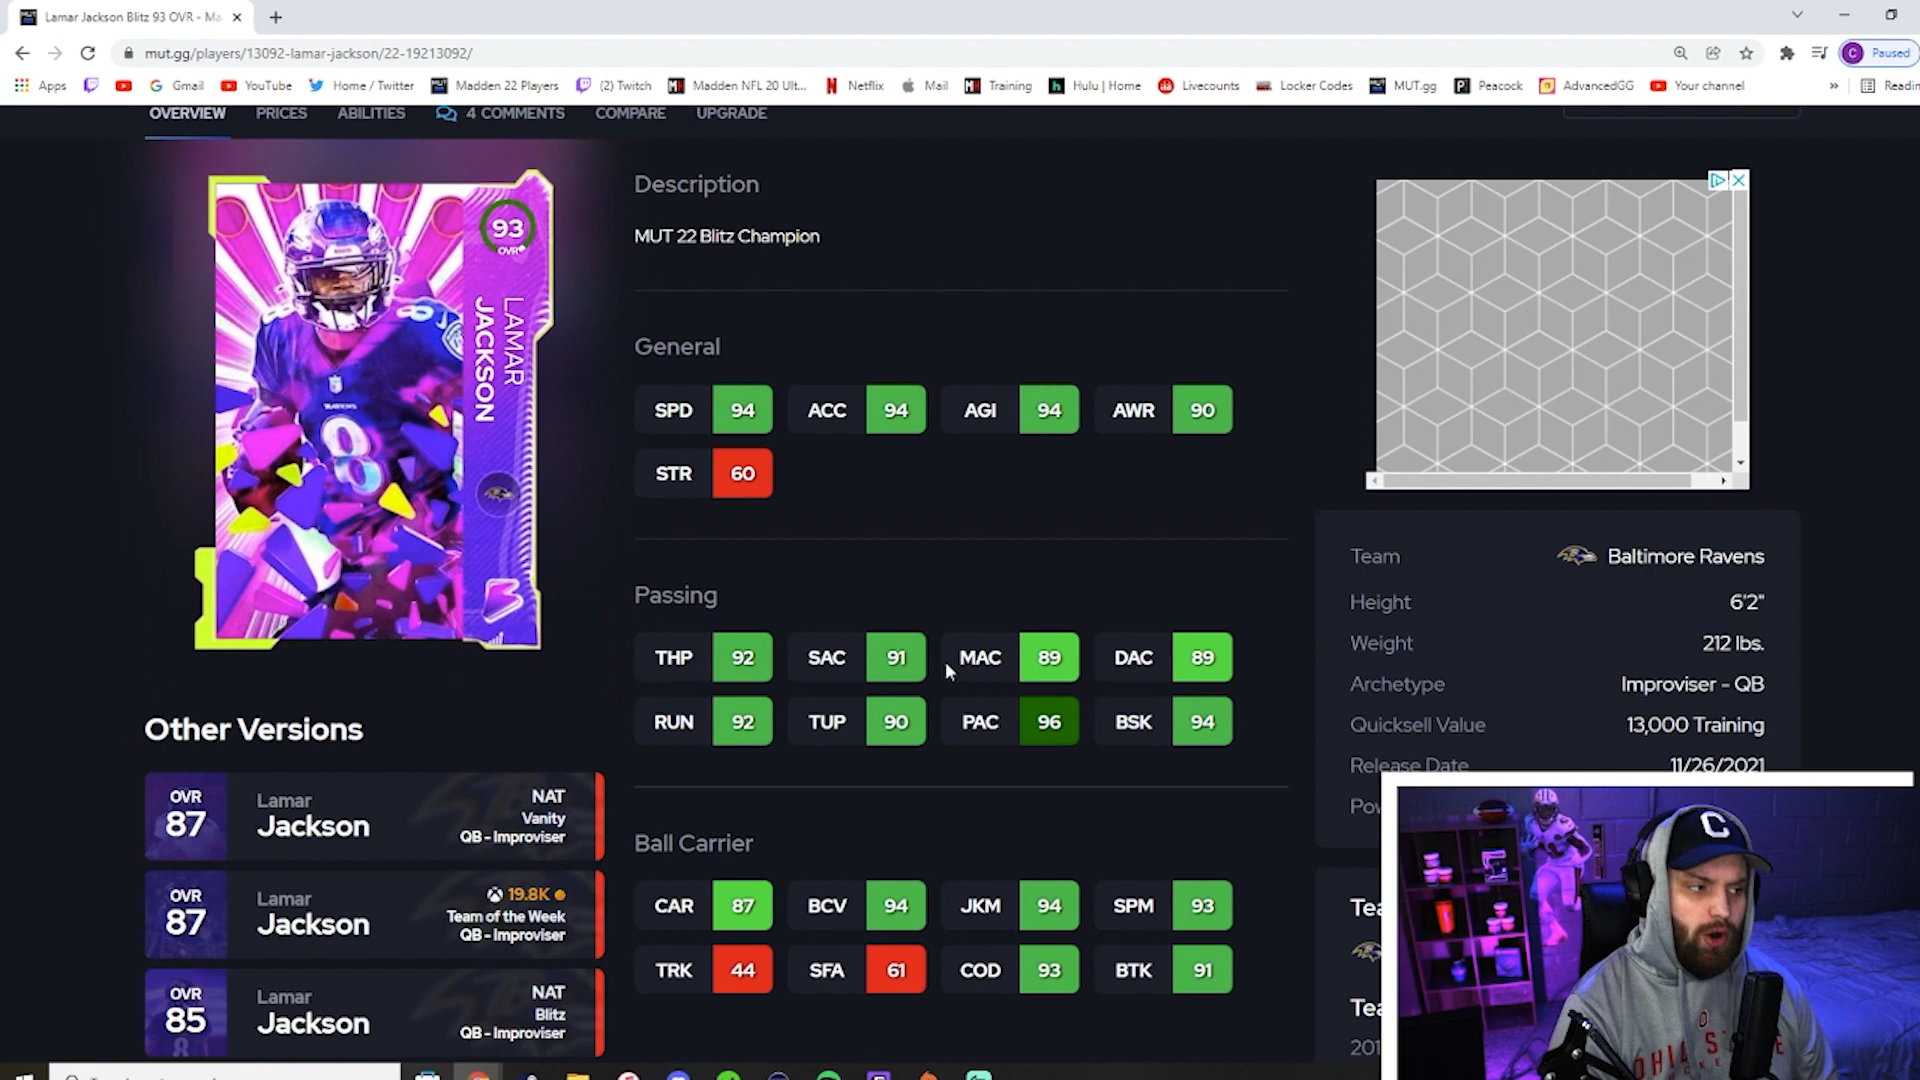 Lamar Jackson Blitz 93 OVR - Ma
mut.gg/players/13092-lamar-jackson/22-19213092/
C Paused
Apps Gmail YouTube Home / Twitter Madden 22 Players (2) Twitch Madden NFL 20 Ult... Netflix Mail Training Hulu | Home Livecounts Locker Codes MUT.gg Peacock AdvancedGG Your channel » Readin
OVERVIEW PRICES ABILITIES 4 COMMENTS COMPARE UPGRADE
93
OVR
LAMAR
JACKSON
RAVENS
8
Description
MUT 22 Blitz Champion
General
SPD 94 ACC 94 AGI 94 AWR 90
STR 60
Passing
THP 92 SAC 91 MAC 89 DAC 89
RUN 92 TUP 90 PAC 96 BSK 94
Ball Carrier
CAR 87 BCV 94 JKM 94 SPM 93
TRK 44 SFA 61 COD 93 BTK 91
Other Versions
OVR 87 Lamar Jackson NAT Vanity QB - Improviser
OVR 87 Lamar Jackson 19.8K Team of the Week QB - Improviser
OVR 85 Lamar Jackson NAT Blitz QB - Improviser
Team Baltimore Ravens
Height 6'2"
Weight 212 lbs.
Archetype Improviser - QB
Quicksell Value 13,000 Training
Release Date 11/26/2021
Pow
Tea
Tea
201
C